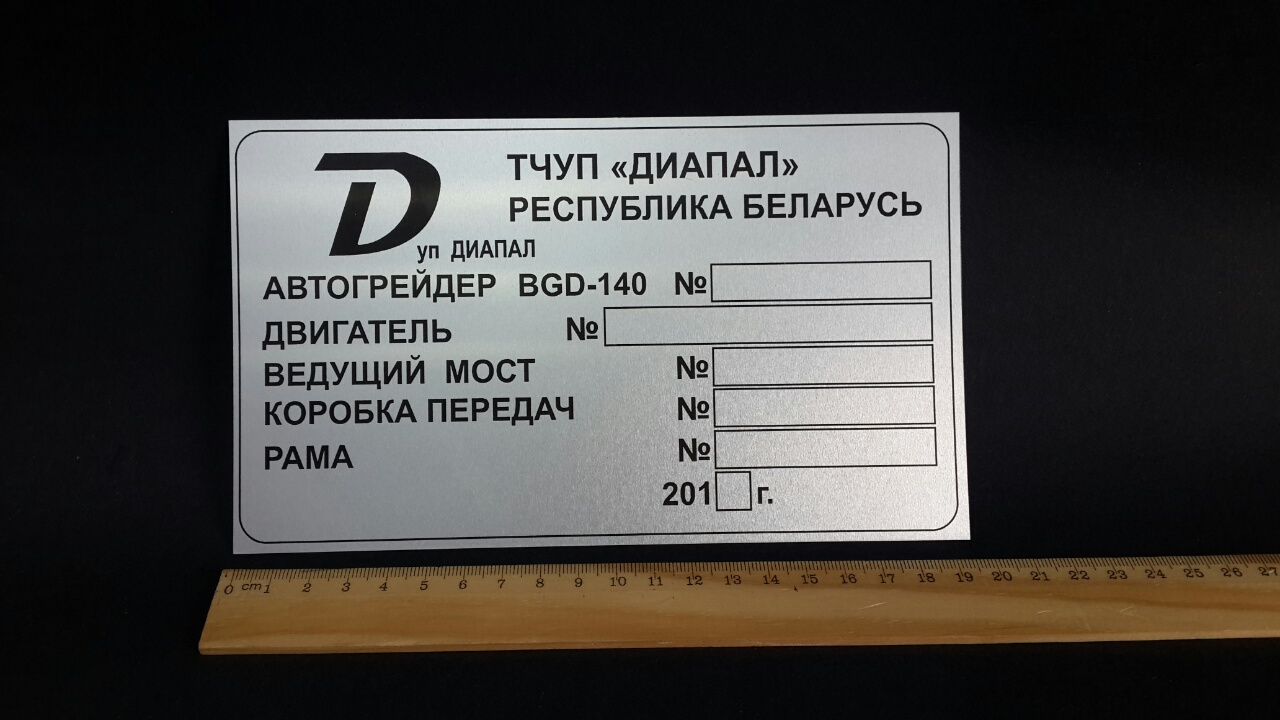 ТЧУП «ДИАПАЛ»
РЕСПУБЛИКА БЕЛАРУСЬ
D
уп ДИАПАЛ
АВТОГРЕЙДЕР BGD-140 №
ДВИГАТЕЛЬ №
ВЕДУЩИЙ МОСТ №
КОРОБКА ПЕРЕДАЧ №
РАМА №
201 г.
0 cm 1 2 3 4 5 6 7 8 9 10 11 12 13 14 15 16 17 18 19 20 21 22 23 24 25 26 27